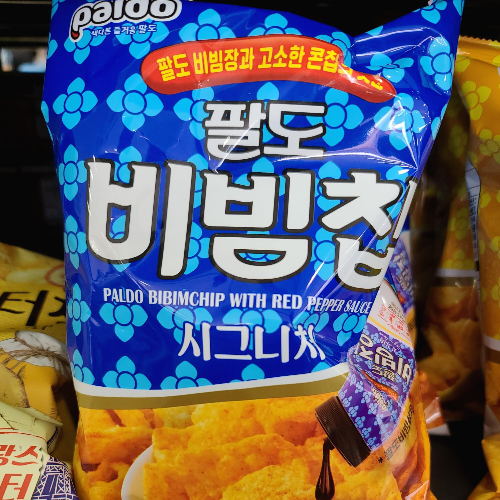 paldo
팔도 비빔장과 고소한 콘칩
팔도
비빔칩
PALDO BIBIMCHIP WITH RED PEPPER SAUCE
시그니처